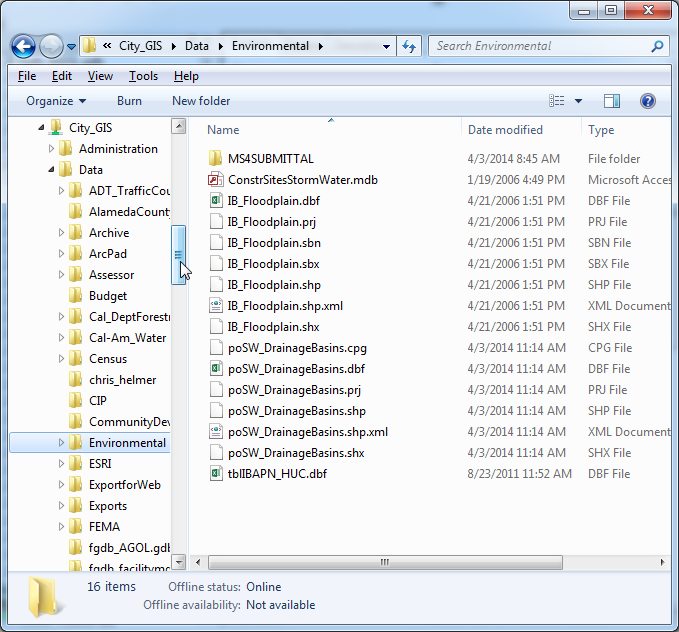 « City_GIS ▸ Data ▸ Environmental ▸
Search Environmental
File Edit View Tools Help
Organize Burn New folder
City_GIS
Administration
Data
ADT_TrafficCou
AlamedaCounty
Archive
ArcPad
Assessor
Budget
Cal_DeptForestr
Cal-Am_Water
Census
chris_helmer
CIP
CommunityDev
Environmental
ESRI
ExportforWeb
Exports
FEMA
fgdb_AGOL.gdb
fgdb_facilitymo
Name Date modified Type
MS4SUBMITTAL 4/3/2014 8:45 AM File folder
ConstrSitesStormWater.mdb 1/19/2006 4:49 PM Microsoft Acces
IB_Floodplain.dbf 4/21/2006 1:51 PM DBF File
IB_Floodplain.prj 4/21/2006 1:51 PM PRJ File
IB_Floodplain.sbn 4/21/2006 1:51 PM SBN File
IB_Floodplain.sbx 4/21/2006 1:51 PM SBX File
IB_Floodplain.shp 4/21/2006 1:51 PM SHP File
IB_Floodplain.shp.xml 4/21/2006 1:51 PM XML Document
IB_Floodplain.shx 4/21/2006 1:51 PM SHX File
poSW_DrainageBasins.cpg 4/3/2014 11:14 AM CPG File
poSW_DrainageBasins.dbf 4/3/2014 11:14 AM DBF File
poSW_DrainageBasins.prj 4/3/2014 11:14 AM PRJ File
poSW_DrainageBasins.shp 4/3/2014 11:14 AM SHP File
poSW_DrainageBasins.shp.xml 4/3/2014 11:14 AM XML Document
poSW_DrainageBasins.shx 4/3/2014 11:14 AM SHX File
tblIBAPN_HUC.dbf 8/23/2011 11:52 AM DBF File
16 items Offline status: Online
Offline availability: Not available